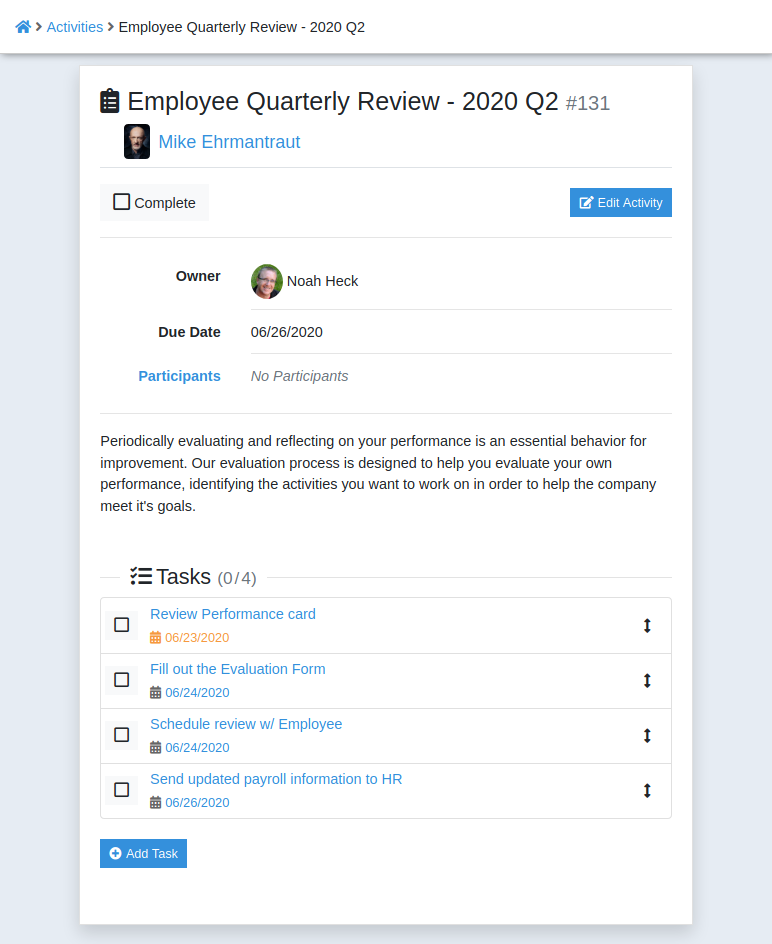 Activities Employee Quarterly Review - 2020 Q2
Employee Quarterly Review - 2020 Q2 #131
Mike Ehrmantraut
Complete
Edit Activity
Owner Noah Heck
Due Date 06/26/2020
Participants No Participants
Periodically evaluating and reflecting on your performance is an essential behavior for
improvement. Our evaluation process is designed to help you evaluate your own
performance, identifying the activities you want to work on in order to help the company
meet it's goals.
Tasks (0/4)
Review Performance card
06/23/2020
Fill out the Evaluation Form
06/24/2020
Schedule review w/ Employee
06/24/2020
Send updated payroll information to HR
06/26/2020
Add Task